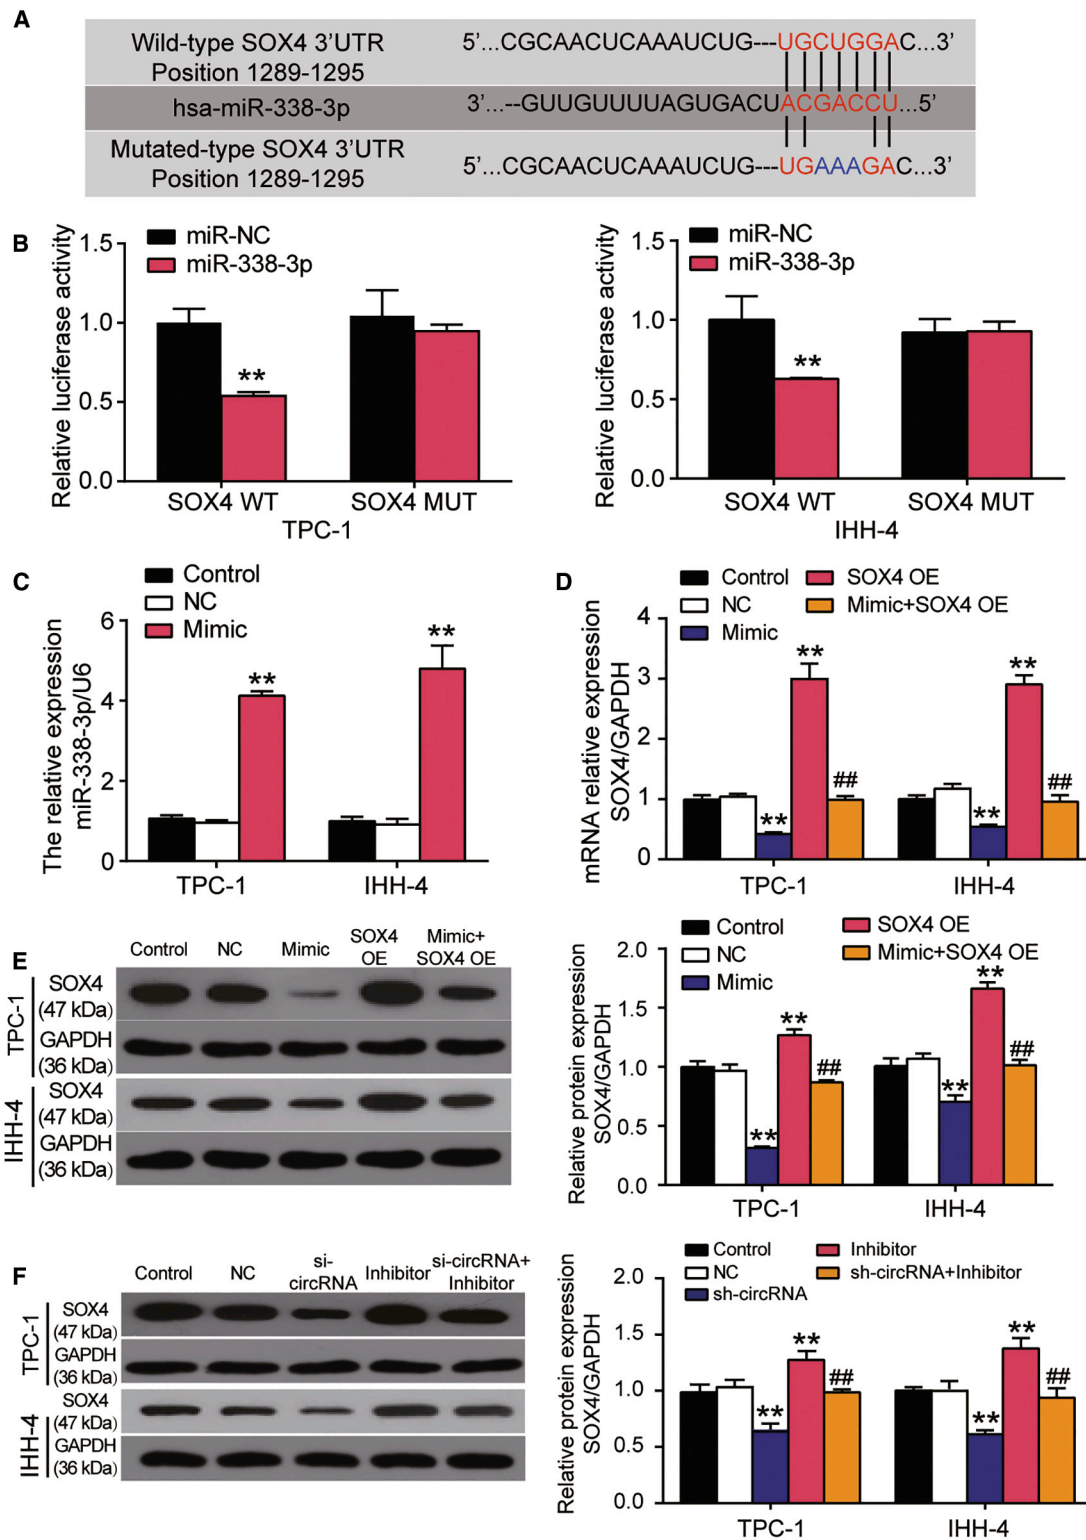 A
Wild-type SOX4 3’UTR
Position 1289-1295
5’...CGCAACUCAAAUCUG---UGCUGGAC...3’
hsa-miR-338-3p
3’...--GUUGUUUUAGUGACUACGACCU...5’
Mutated-type SOX4 3’UTR
Position 1289-1295
5’...CGCAACUCAAAUCUG---UGAAAGAC...3’
B
Relative luciferase activity
1.5
1.0
0.5
0.0
miR-NC
miR-338-3p
**
SOX4 WT
SOX4 MUT
TPC-1
Relative luciferase activity
1.5
1.0
0.5
0.0
miR-NC
miR-338-3p
**
SOX4 WT
SOX4 MUT
IHH-4
C
Control
NC
Mimic
The relative expression
miR-338-3p/U6
6
4
2
0
**
**
TPC-1
IHH-4
D
Control
NC
Mimic
SOX4 OE
Mimic+SOX4 OE
mRNA relative expression
SOX4/GAPDH
4
3
2
1
0
**
**
##
**
**
##
TPC-1
IHH-4
E
Control
NC
Mimic
SOX4
OE
Mimic+
SOX4 OE
TPC-1
SOX4
(47 kDa)
GAPDH
(36 kDa)
IHH-4
SOX4
(47 kDa)
GAPDH
(36 kDa)
Control
NC
Mimic
SOX4 OE
Mimic+SOX4 OE
Relative protein expression
SOX4/GAPDH
2.0
1.5
1.0
0.5
0.0
**
**
##
**
**
##
TPC-1
IHH-4
F
Control
NC
si-
circRNA
Inhibitor
si-circRNA+
Inhibitor
TPC-1
SOX4
(47 kDa)
GAPDH
(36 kDa)
IHH-4
SOX4
(47 kDa)
GAPDH
(36 kDa)
Control
NC
sh-circRNA
Inhibitor
sh-circRNA+Inhibitor
Relative protein expression
SOX4/GAPDH
2.0
1.5
1.0
0.5
0.0
**
**
##
**
**
##
TPC-1
IHH-4